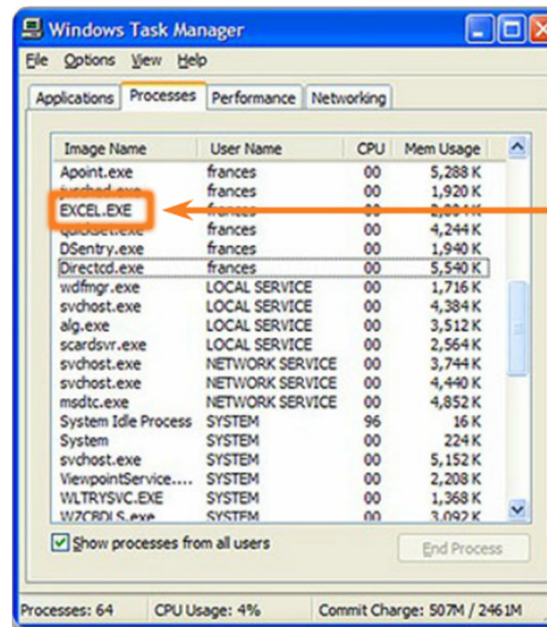 Windows Task Manager
File Options View Help
Applications Processes Performance Networking
Image Name User Name CPU Mem Usage
Apoint.exe frances 00 5,288 K
frances 00 1,920 K
EXCEL.EXE 00
frances 00 4,244 K
DSentry.exe frances 00 1,940 K
Directcd.exe frances 00 5,540 K
wdfmgr.exe LOCAL SERVICE 00 1,716 K
svchost.exe LOCAL SERVICE 00 4,384 K
alg.exe LOCAL SERVICE 00 3,512 K
scardsvr.exe LOCAL SERVICE 00 2,564 K
svchost.exe NETWORK SERVICE 00 3,744 K
svchost.exe NETWORK SERVICE 00 4,440 K
msdtc.exe NETWORK SERVICE 00 4,852 K
System Idle Process SYSTEM 96 16 K
System SYSTEM 00 224 K
svchost.exe SYSTEM 00 5,152 K
ViewpointService.... SYSTEM 00 2,208 K
WLTRYSVC.EXE SYSTEM 00 1,368 K
WZCBDLS.exe SYSTEM 00 3,092 K
Show processes from all users
End Process
Processes: 64 CPU Usage: 4% Commit Charge: 507M / 2461M